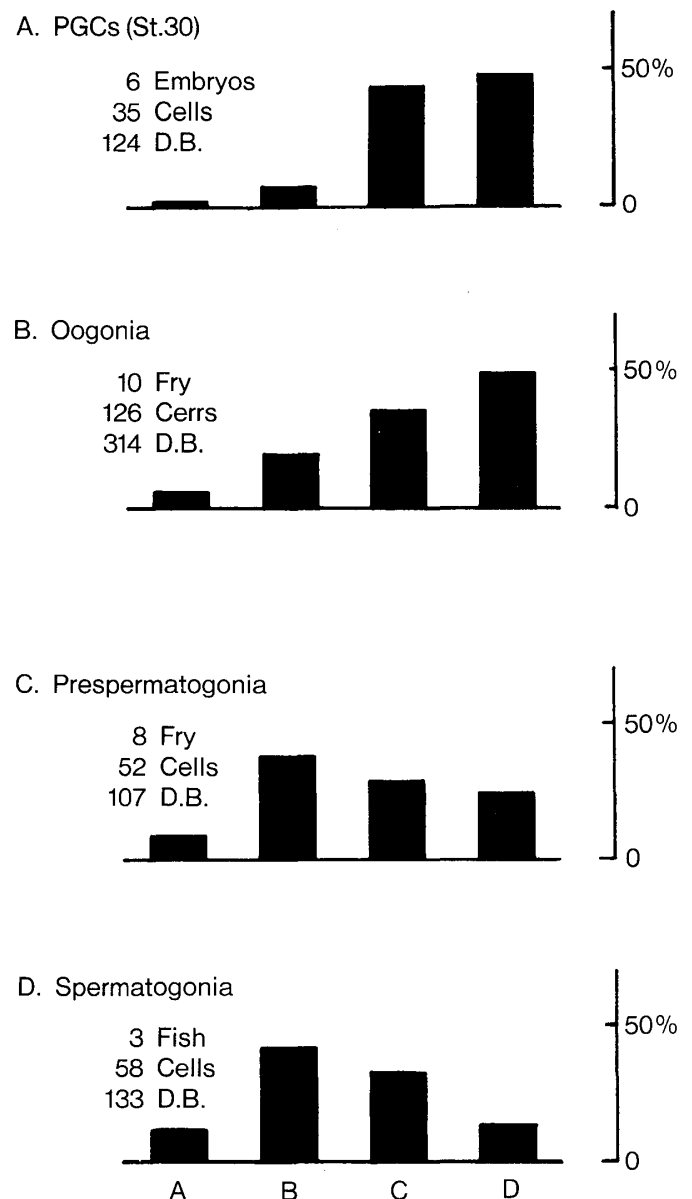 A. PGCs (St.30)
6 Embryos
35 Cells
124 D.B.
50%
0
B. Oogonia
10 Fry
126 Cerrs
314 D.B.
50%
0
C. Prespermatogonia
8 Fry
52 Cells
107 D.B.
50%
0
D. Spermatogonia
3 Fish
58 Cells
133 D.B.
50%
0
A B C D